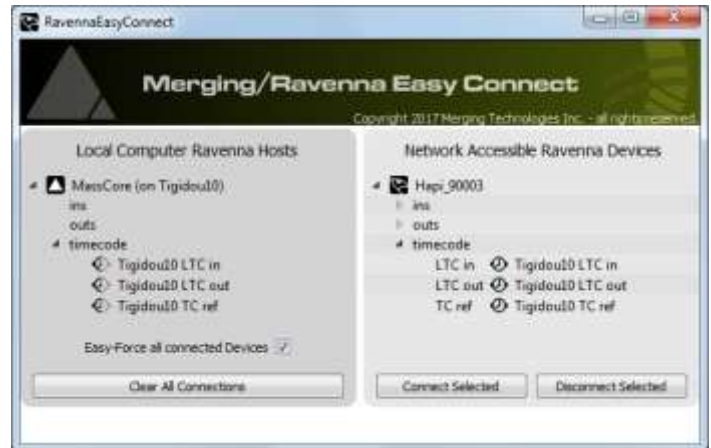 RavennaEasyConnect
Merging/Ravenna Easy Connect
Copyright 2017 Merging Technologies Inc. - all rights reserved
Local Computer Ravenna Hosts
MassCore (on Tigidou10)
ins
outs
timecode
Tigidou10 LTC in
Tigidou10 LTC out
Tigidou10 TC ref
Easy-Force all connected Devices
Clear All Connections
Network Accessible Ravenna Devices
Hapi_90003
ins
outs
timecode
LTC in Tigidou10 LTC in
LTC out Tigidou10 LTC out
TC ref Tigidou10 TC ref
Connect Selected Disconnect Selected